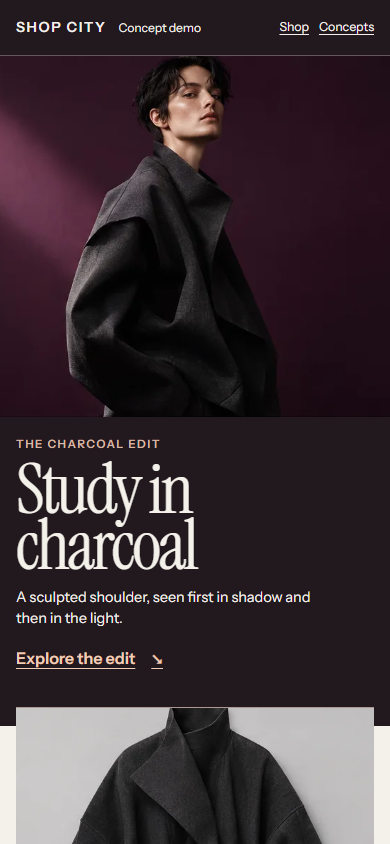 SHOP CITY Concept demo Shop Concepts
THE CHARCOAL EDIT
Study in
charcoal
A sculpted shoulder, seen first in shadow and
then in the light.
Explore the edit ↘